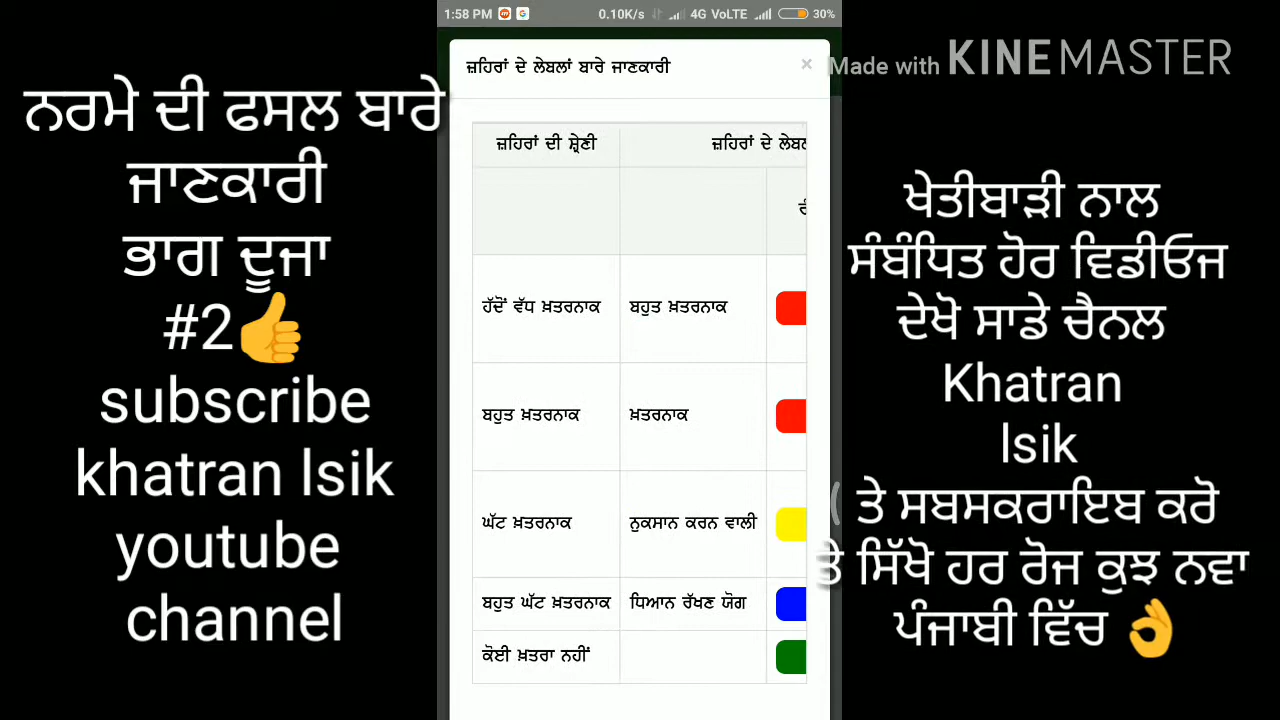 ਨਰਮੇ ਦੀ ਫਸਲ ਬਾਰੇ
ਜਾਣਕਾਰੀ
ਭਾਗ ਦੂਜਾ
#2👍
subscribe
khatran lsik
youtube
channel
1:58 PM 0.10K/s 4G VoLTE 30%
ਜ਼ਹਿਰਾਂ ਦੇ ਲੇਬਲਾਂ ਬਾਰੇ ਜਾਣਕਾਰੀ ×
ਜ਼ਹਿਰਾਂ ਦੀ ਸ਼੍ਰੇਣੀ ਜ਼ਹਿਰਾਂ ਦੇ
ਹੱਦੋਂ ਵੱਧ ਖ਼ਤਰਨਾਕ ਬਹੁਤ ਖ਼ਤਰਨਾਕ
ਬਹੁਤ ਖ਼ਤਰਨਾਕ ਖ਼ਤਰਨਾਕ
ਘੱਟ ਖ਼ਤਰਨਾਕ ਨੁਕਸਾਨ ਕਰਨ ਵਾਲੀ
ਬਹੁਤ ਘੱਟ ਖ਼ਤਰਨਾਕ ਧਿਆਨ ਰੱਖਣ ਯੋਗ
ਕੋਈ ਖ਼ਤਰਾ ਨਹੀਂ
Made with KINEMASTER
ਖੇਤੀਬਾੜੀ ਨਾਲ
ਸੰਬੰਧਿਤ ਹੋਰ ਵਿਡੀਓਜ
ਦੇਖੋ ਸਾਡੇ ਚੈਨਲ
Khatran
lsik
( ਤੇ ਸਬਸਕਰਾਇਬ ਕਰੋ
ਤੇ ਸਿੱਖੋ ਹਰ ਰੋਜ ਕੁਝ ਨਵਾ
ਪੰਜਾਬੀ ਵਿੱਚ 👌